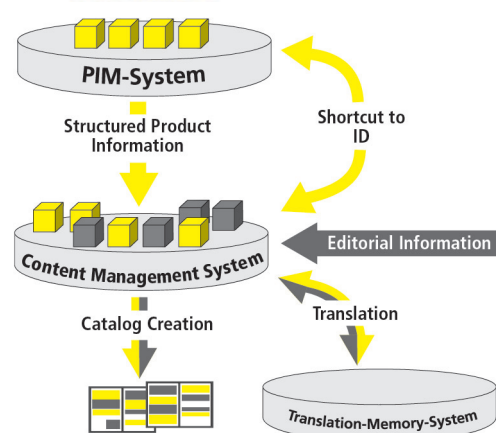 PIM-System
Structured Product
Information
Shortcut to
ID
Editorial Information
Content Management System
Catalog Creation
Translation
Translation-Memory-System